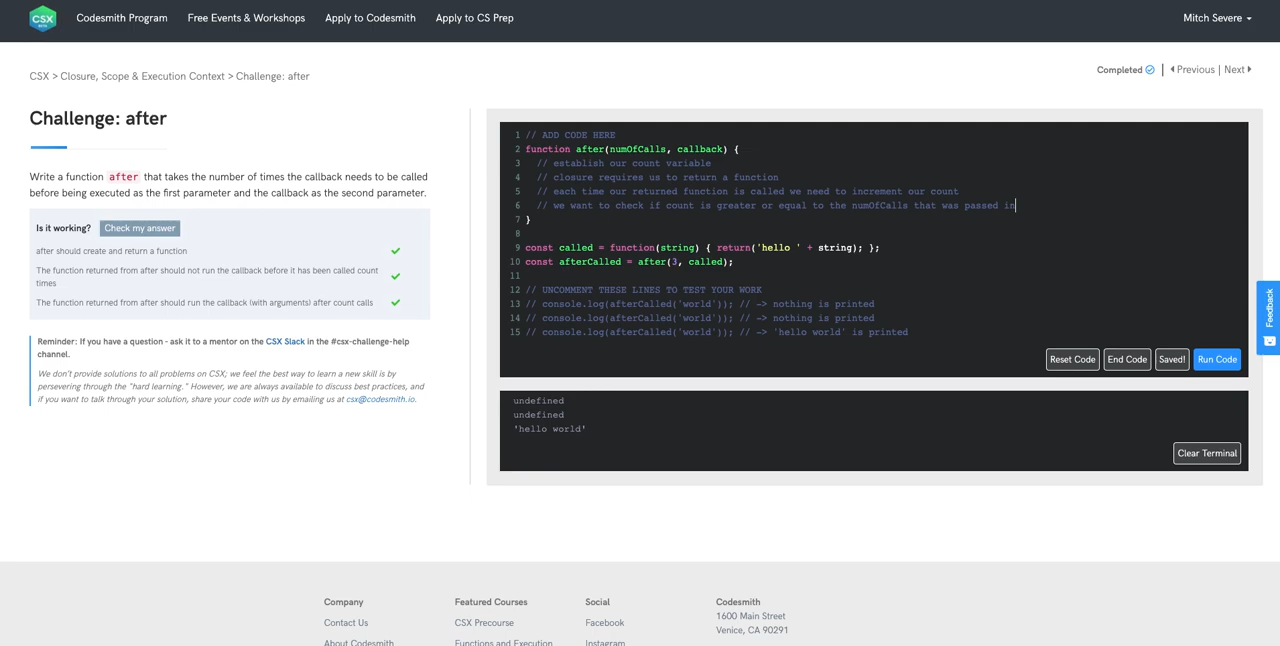 CSX
BETA
Codesmith Program
Free Events & Workshops
Apply to Codesmith
Apply to CS Prep
Mitch Severe
CSX > Closure, Scope & Execution Context > Challenge: after
Completed
Previous | Next
Challenge: after
Write a function after that takes the number of times the callback needs to be called
before being executed as the first parameter and the callback as the second parameter.
Is it working? Check my answer
after should create and return a function
The function returned from after should not run the callback before it has been called count
times
The function returned from after should run the callback (with arguments) after count calls
Reminder: If you have a question - ask it to a mentor on the CSX Slack in the #csx-challenge-help
channel.
We don't provide solutions to all problems on CSX; we feel the best way to learn a new skill is by
persevering through the "hard learning." However, we are always available to discuss best practices, and
if you want to talk through your solution, share your code with us by emailing us at csx@codesmith.io.
1 // ADD CODE HERE
2 function after(numOfCalls, callback) {
3 // establish our count variable
4 // closure requires us to return a function
5 // each time our returned function is called we need to increment our count
6 // we want to check if count is greater or equal to the numOfCalls that was passed in
7 }
8
9 const called = function(string) { return('hello ' + string); };
10 const afterCalled = after(3, called);
11
12 // UNCOMMENT THESE LINES TO TEST YOUR WORK
13 // console.log(afterCalled('world')); // -> nothing is printed
14 // console.log(afterCalled('world')); // -> nothing is printed
15 // console.log(afterCalled('world')); // -> 'hello world' is printed
Reset Code
End Code
Saved!
Run Code
undefined
undefined
'hello world'
Clear Terminal
Feedback
Company
Contact Us
About Codesmith
Featured Courses
CSX Precourse
Functions and Execution
Social
Facebook
Instagram
Codesmith
1600 Main Street
Venice, CA 90291